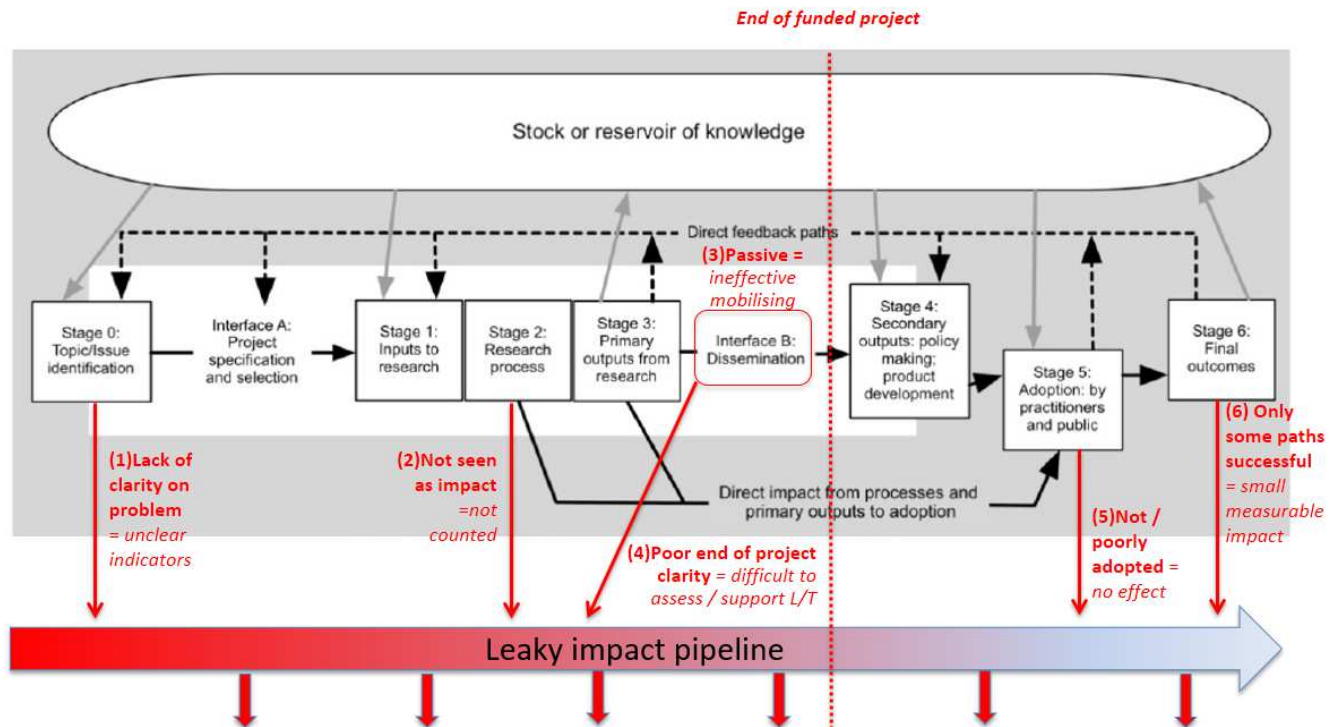 End of funded project
Stock or reservoir of knowledge
Direct feedback paths
(3)Passive =
ineffective
mobilising
Stage 0:
Topic/Issue
identification
Interface A:
Project
specification
and selection
Stage 1:
Inputs to
research
Stage 2:
Research
process
Stage 3:
Primary
outputs from
research
Interface B:
Dissemination
Stage 4:
Secondary
outputs: policy
making;
product
development
Stage 5:
Adoption: by
practitioners
and public
Stage 6:
Final
outcomes
(1)Lack of
clarity on
problem
= unclear
indicators
(2)Not seen
as impact
=not
counted
Direct impact from processes and
primary outputs to adoption
(4)Poor end of project
clarity = difficult to
assess / support L/T
(5)Not /
poorly
adopted =
no effect
(6) Only
some paths
successful
= small
measurable
impact
Leaky impact pipeline